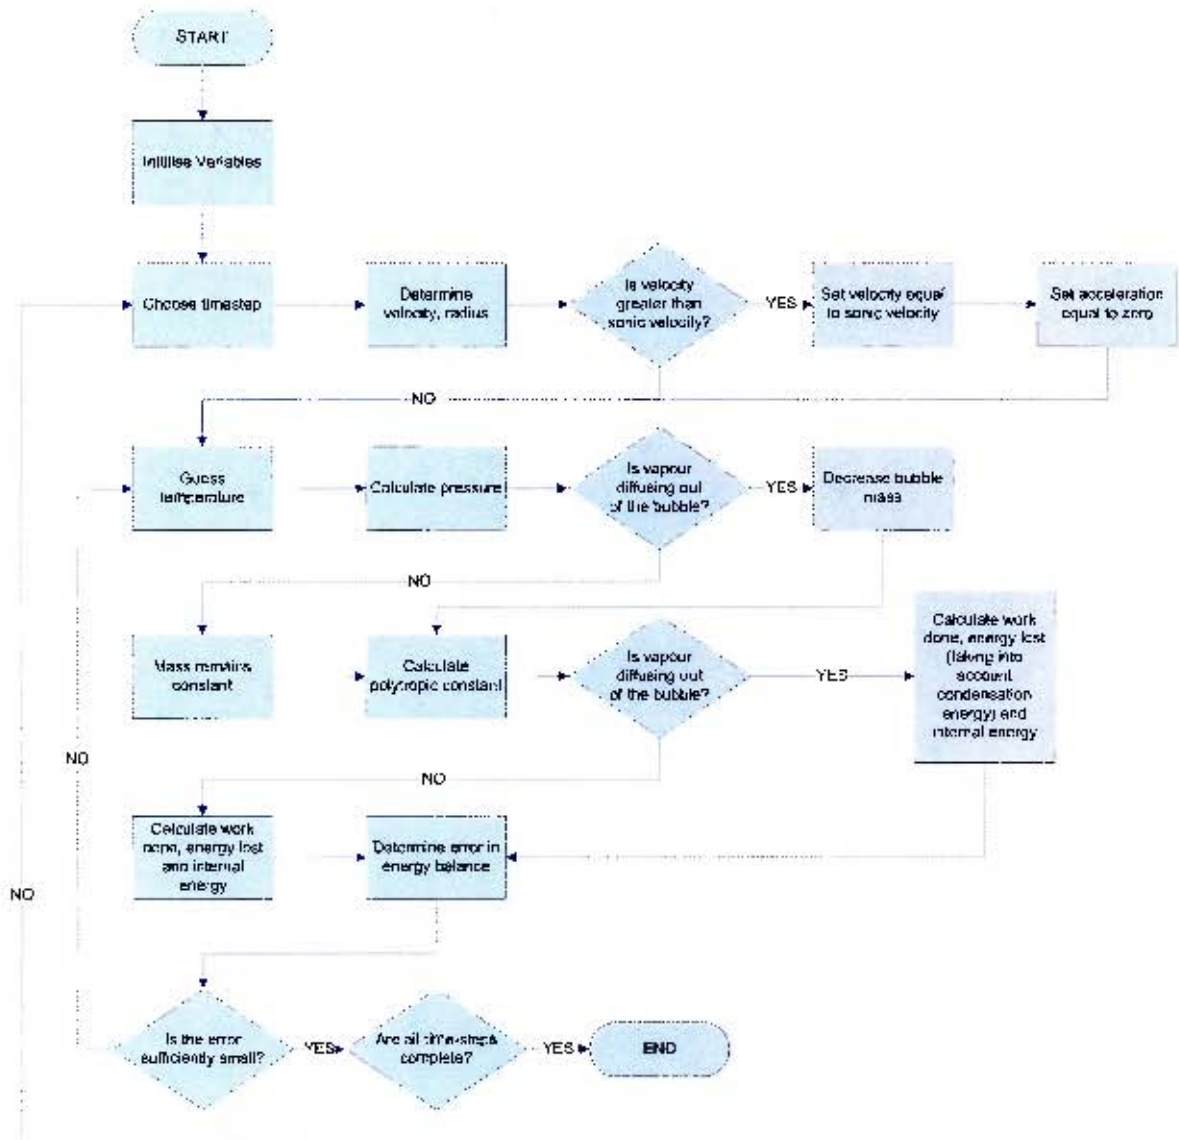 START
Initilise Variables
Choose timestep
Determine
velocity, radius
Is velocity
greater than
sonic velocity?
YES
Set velocity equal
to sonic velocity
Set acceleration
equal to zero
NO
Guess
temperature
Calculate pressure
Is vapour
diffusing out
of the bubble?
YES
Decrease bubble
mass
NO
Mass remains
constant
Calculate
polytropic constant
Is vapour
diffusing out
of the bubble?
YES
Calculate work
done, energy lost
(taking into
account
condensation
energy) and
internal energy
NO
NO
Calculate work
done, energy lost
and internal
energy
Determine error in
energy balance
NO
Is the error
sufficiently small?
YES
Are all time-steps
complete?
YES
END